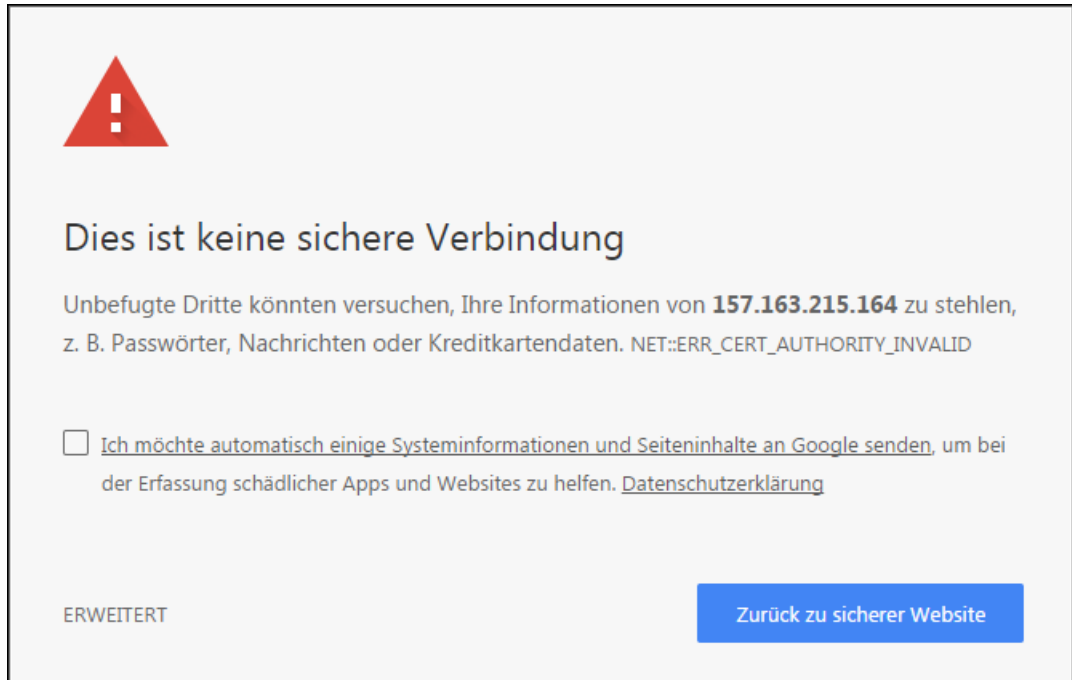 Dies ist keine sichere Verbindung
Unbefugte Dritte könnten versuchen, Ihre Informationen von 157.163.215.164 zu stehlen,
z. B. Passwörter, Nachrichten oder Kreditkartendaten. NET::ERR_CERT_AUTHORITY_INVALID
Ich möchte automatisch einige Systeminformationen und Seiteninhalte an Google senden, um bei
der Erfassung schädlicher Apps und Websites zu helfen. Datenschutzerklärung
ERWEITERT
Zurück zu sicherer Website